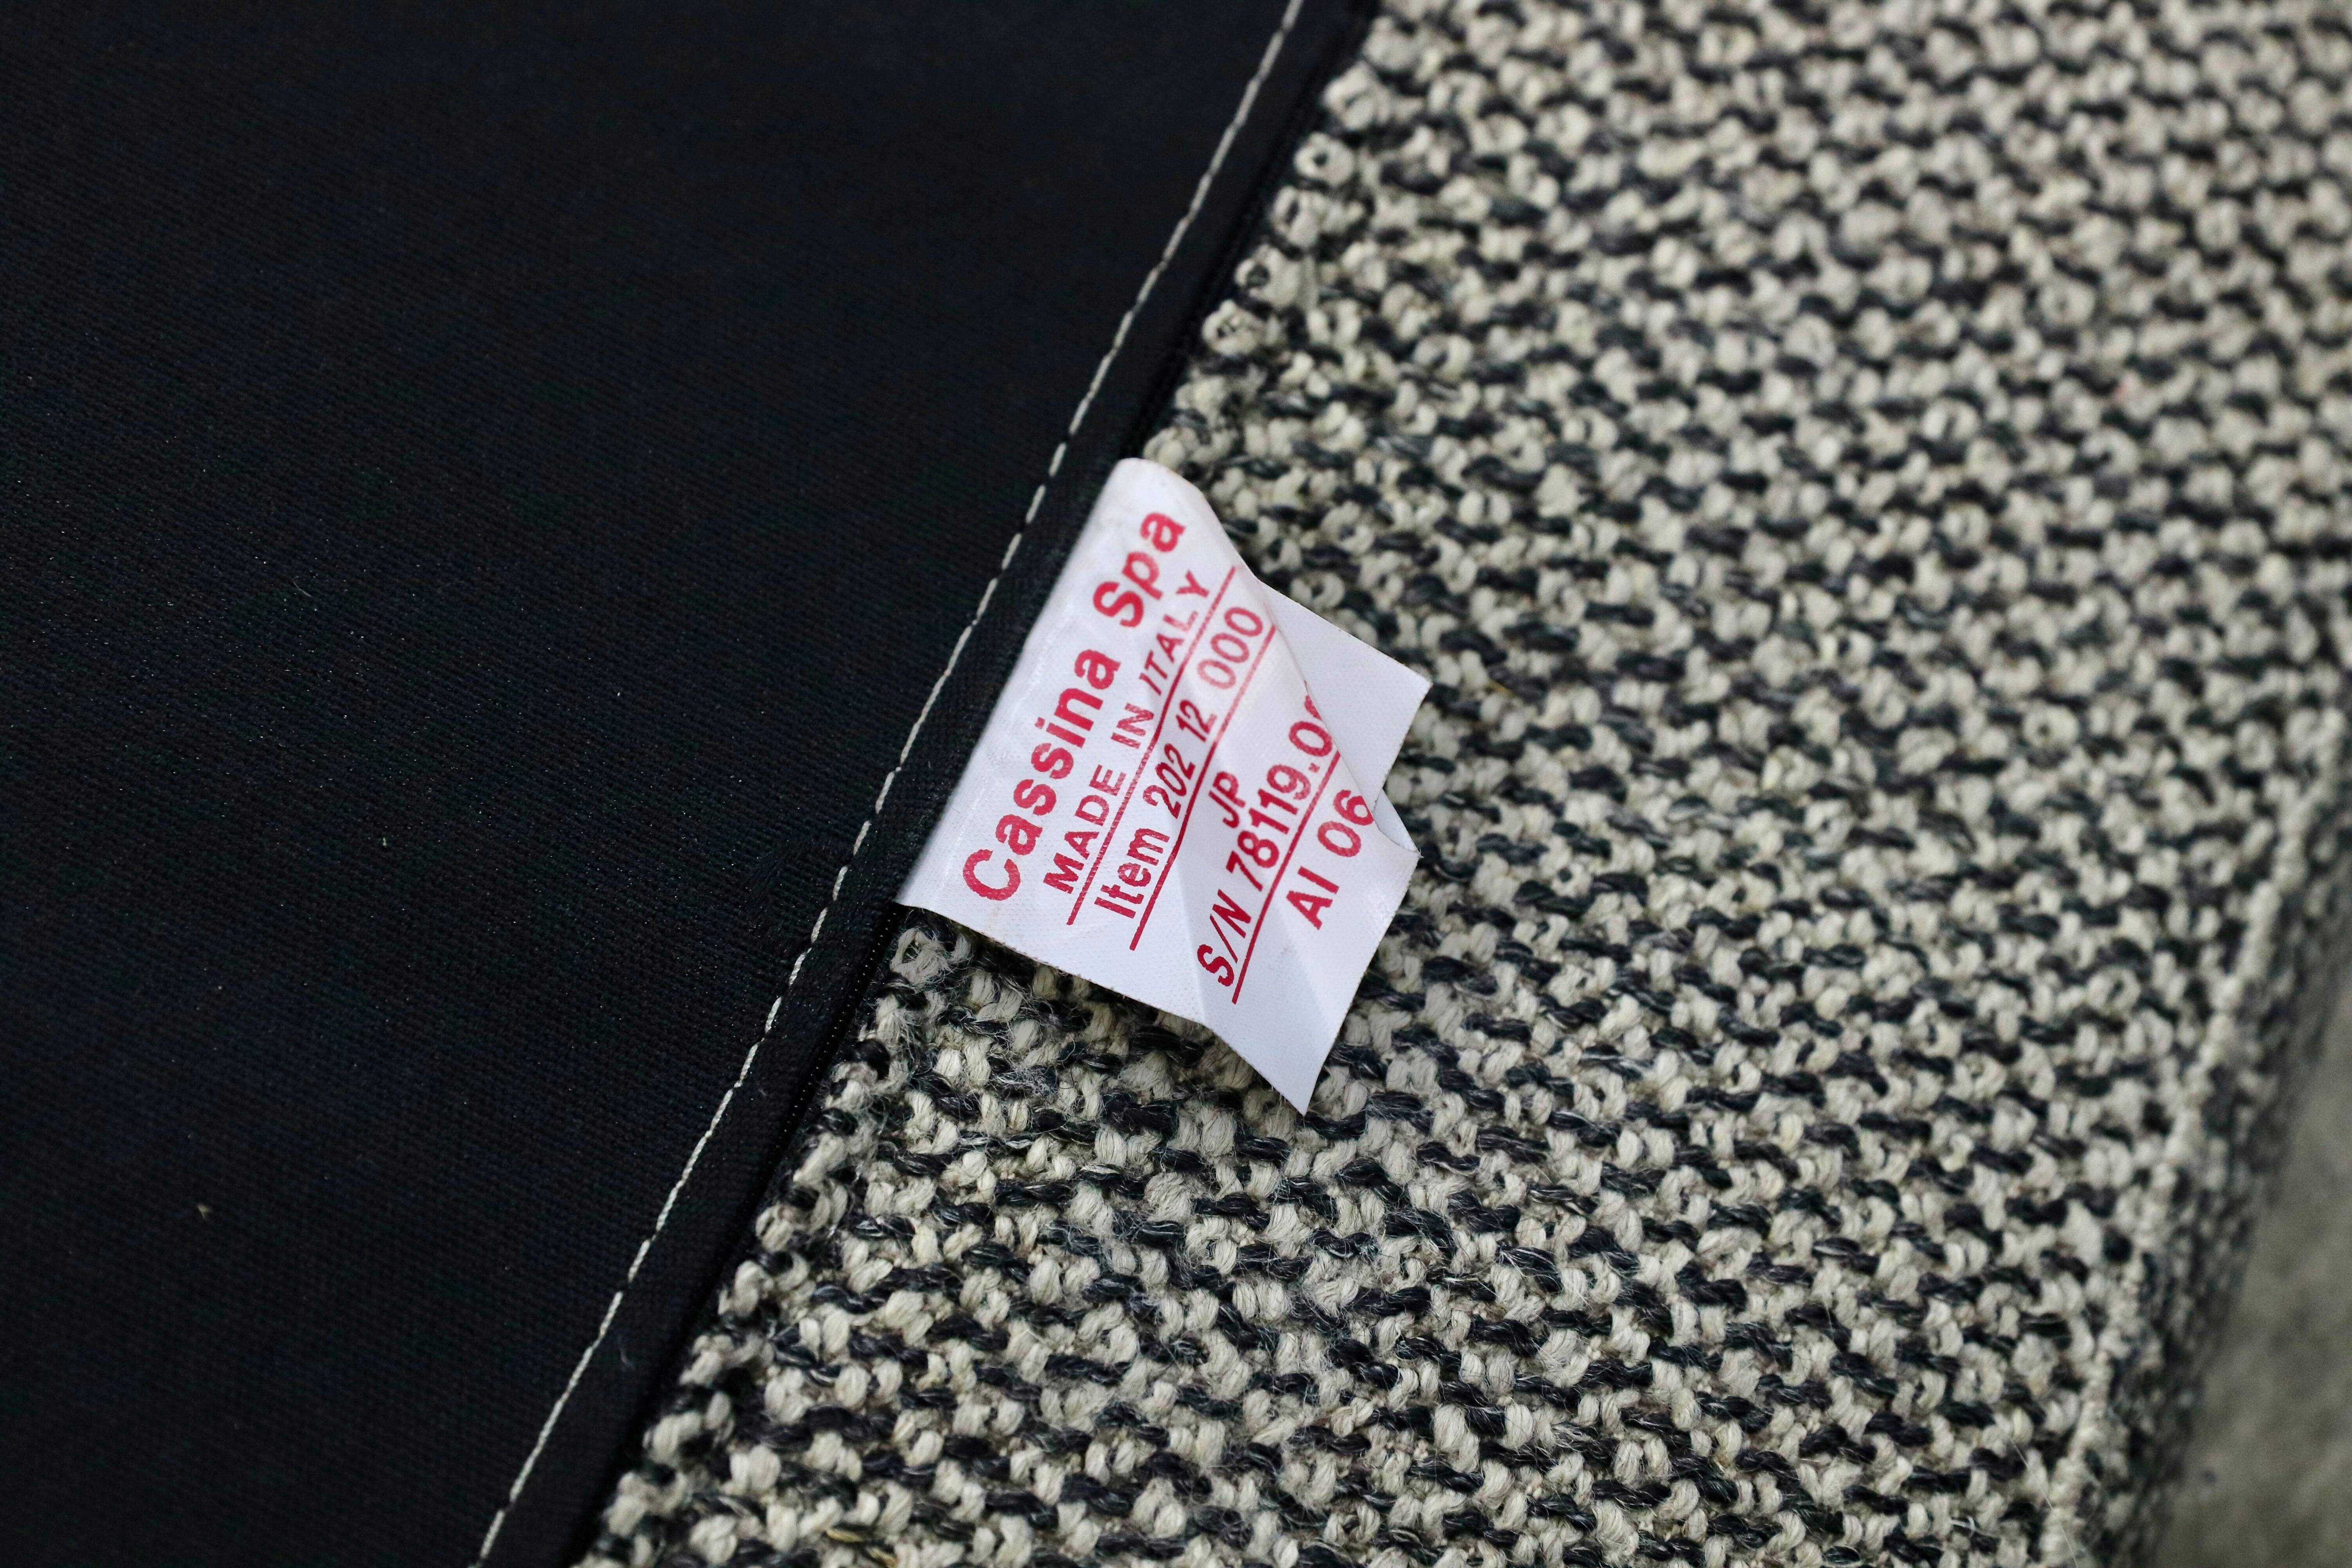 Cassina Spa
MADE IN ITALY
Item 202 12 000
JP
S/N 78119.0
AI 06